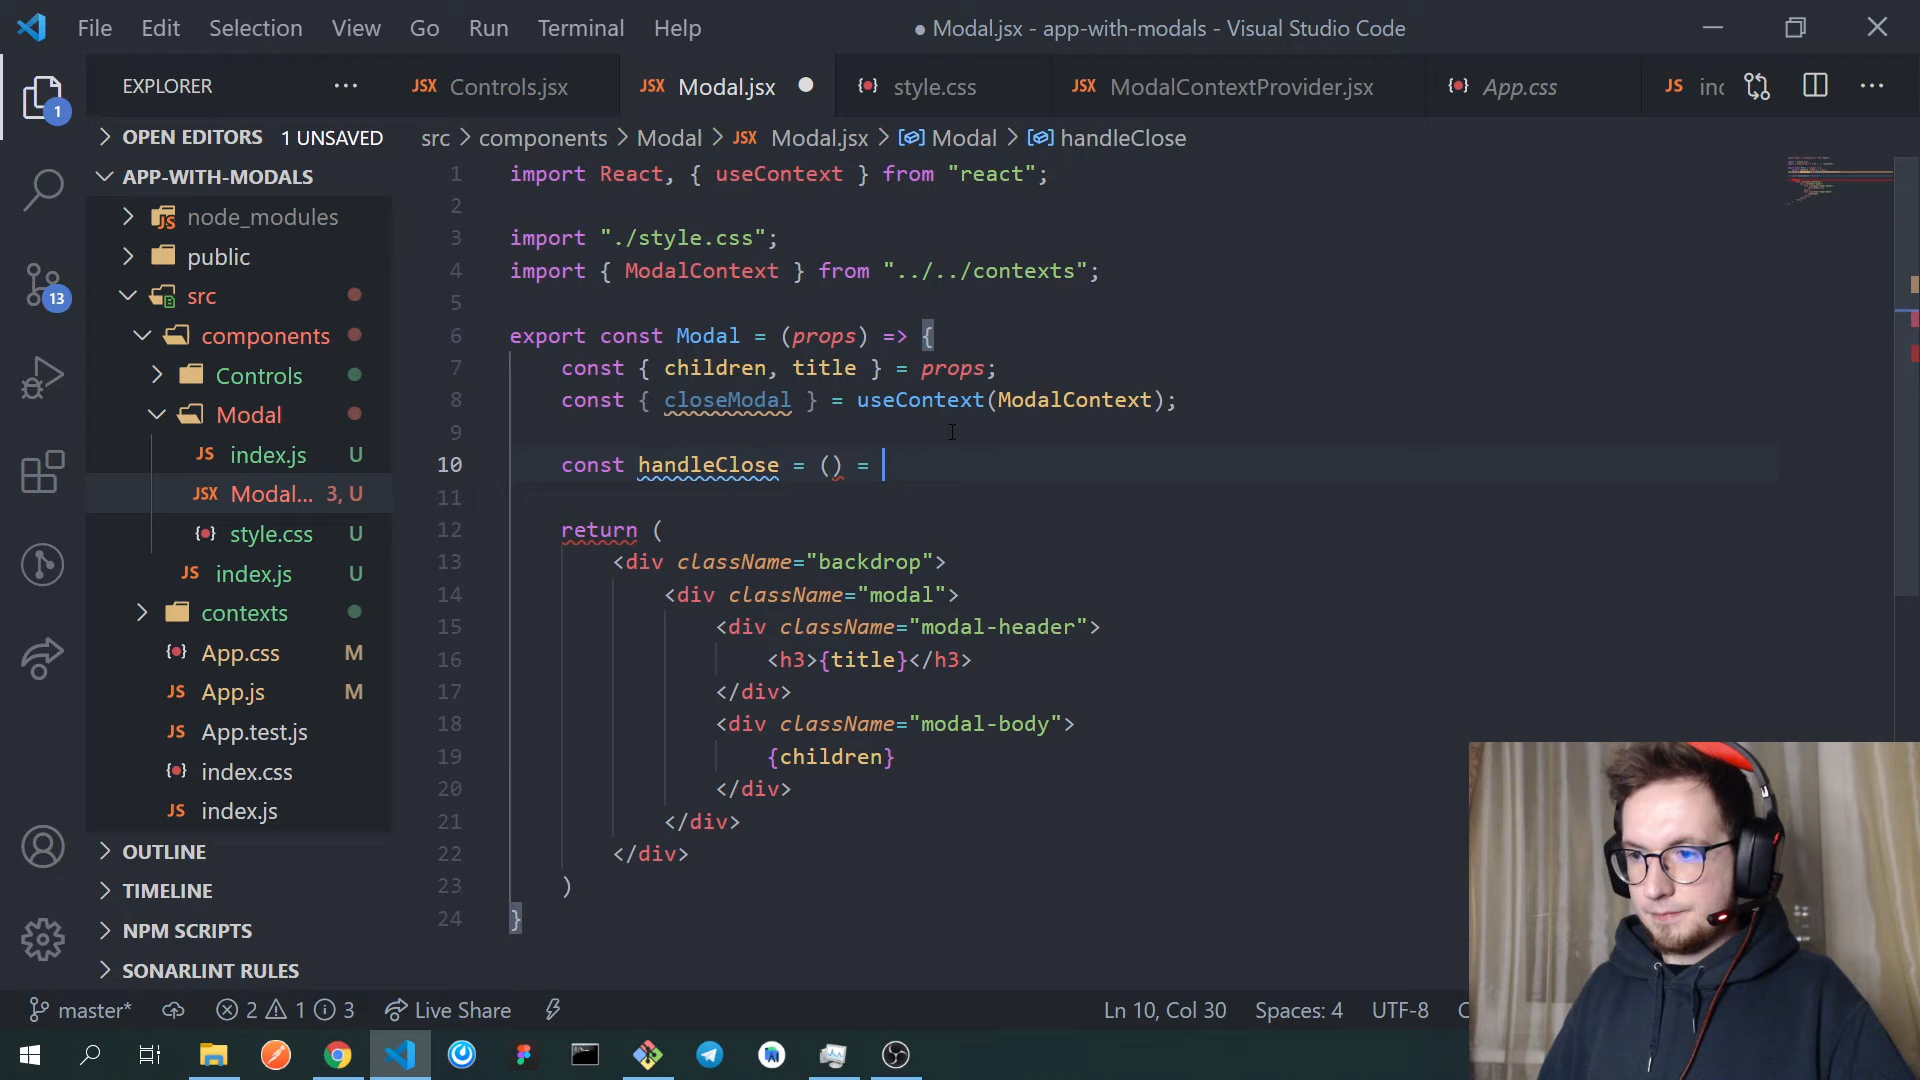 File Edit Selection View Go Run Terminal Help
● Modal.jsx - app-with-modals - Visual Studio Code
EXPLORER ···
JSX Controls.jsx
JSX Modal.jsx ●
style.css
JSX ModalContextProvider.jsx
App.css
JS inc
1
13
OPEN EDITORS 1 UNSAVED
APP-WITH-MODALS
JS node_modules
public
src
components
Controls
Modal
JS index.js U
JSX Modal... 3, U
style.css U
JS index.js U
contexts
App.css M
JS App.js M
JS App.test.js
index.css
JS index.js
OUTLINE
TIMELINE
NPM SCRIPTS
SONARLINT RULES
src > components > Modal > JSX Modal.jsx > Modal > handleClose
1 import React, { useContext } from "react";
2
3 import "./style.css";
4 import { ModalContext } from "../../contexts";
5
6 export const Modal = (props) => {
7 const { children, title } = props;
8 const { closeModal } = useContext(ModalContext);
9
10 const handleClose = () =
11
12 return (
13 <div className="backdrop">
14 <div className="modal">
15 <div className="modal-header">
16 <h3>{title}</h3>
17 </div>
18 <div className="modal-body">
19 {children}
20 </div>
21 </div>
22 </div>
23 )
24 }
master* 2 1 3 Live Share
Ln 10, Col 30 Spaces: 4 UTF-8 C